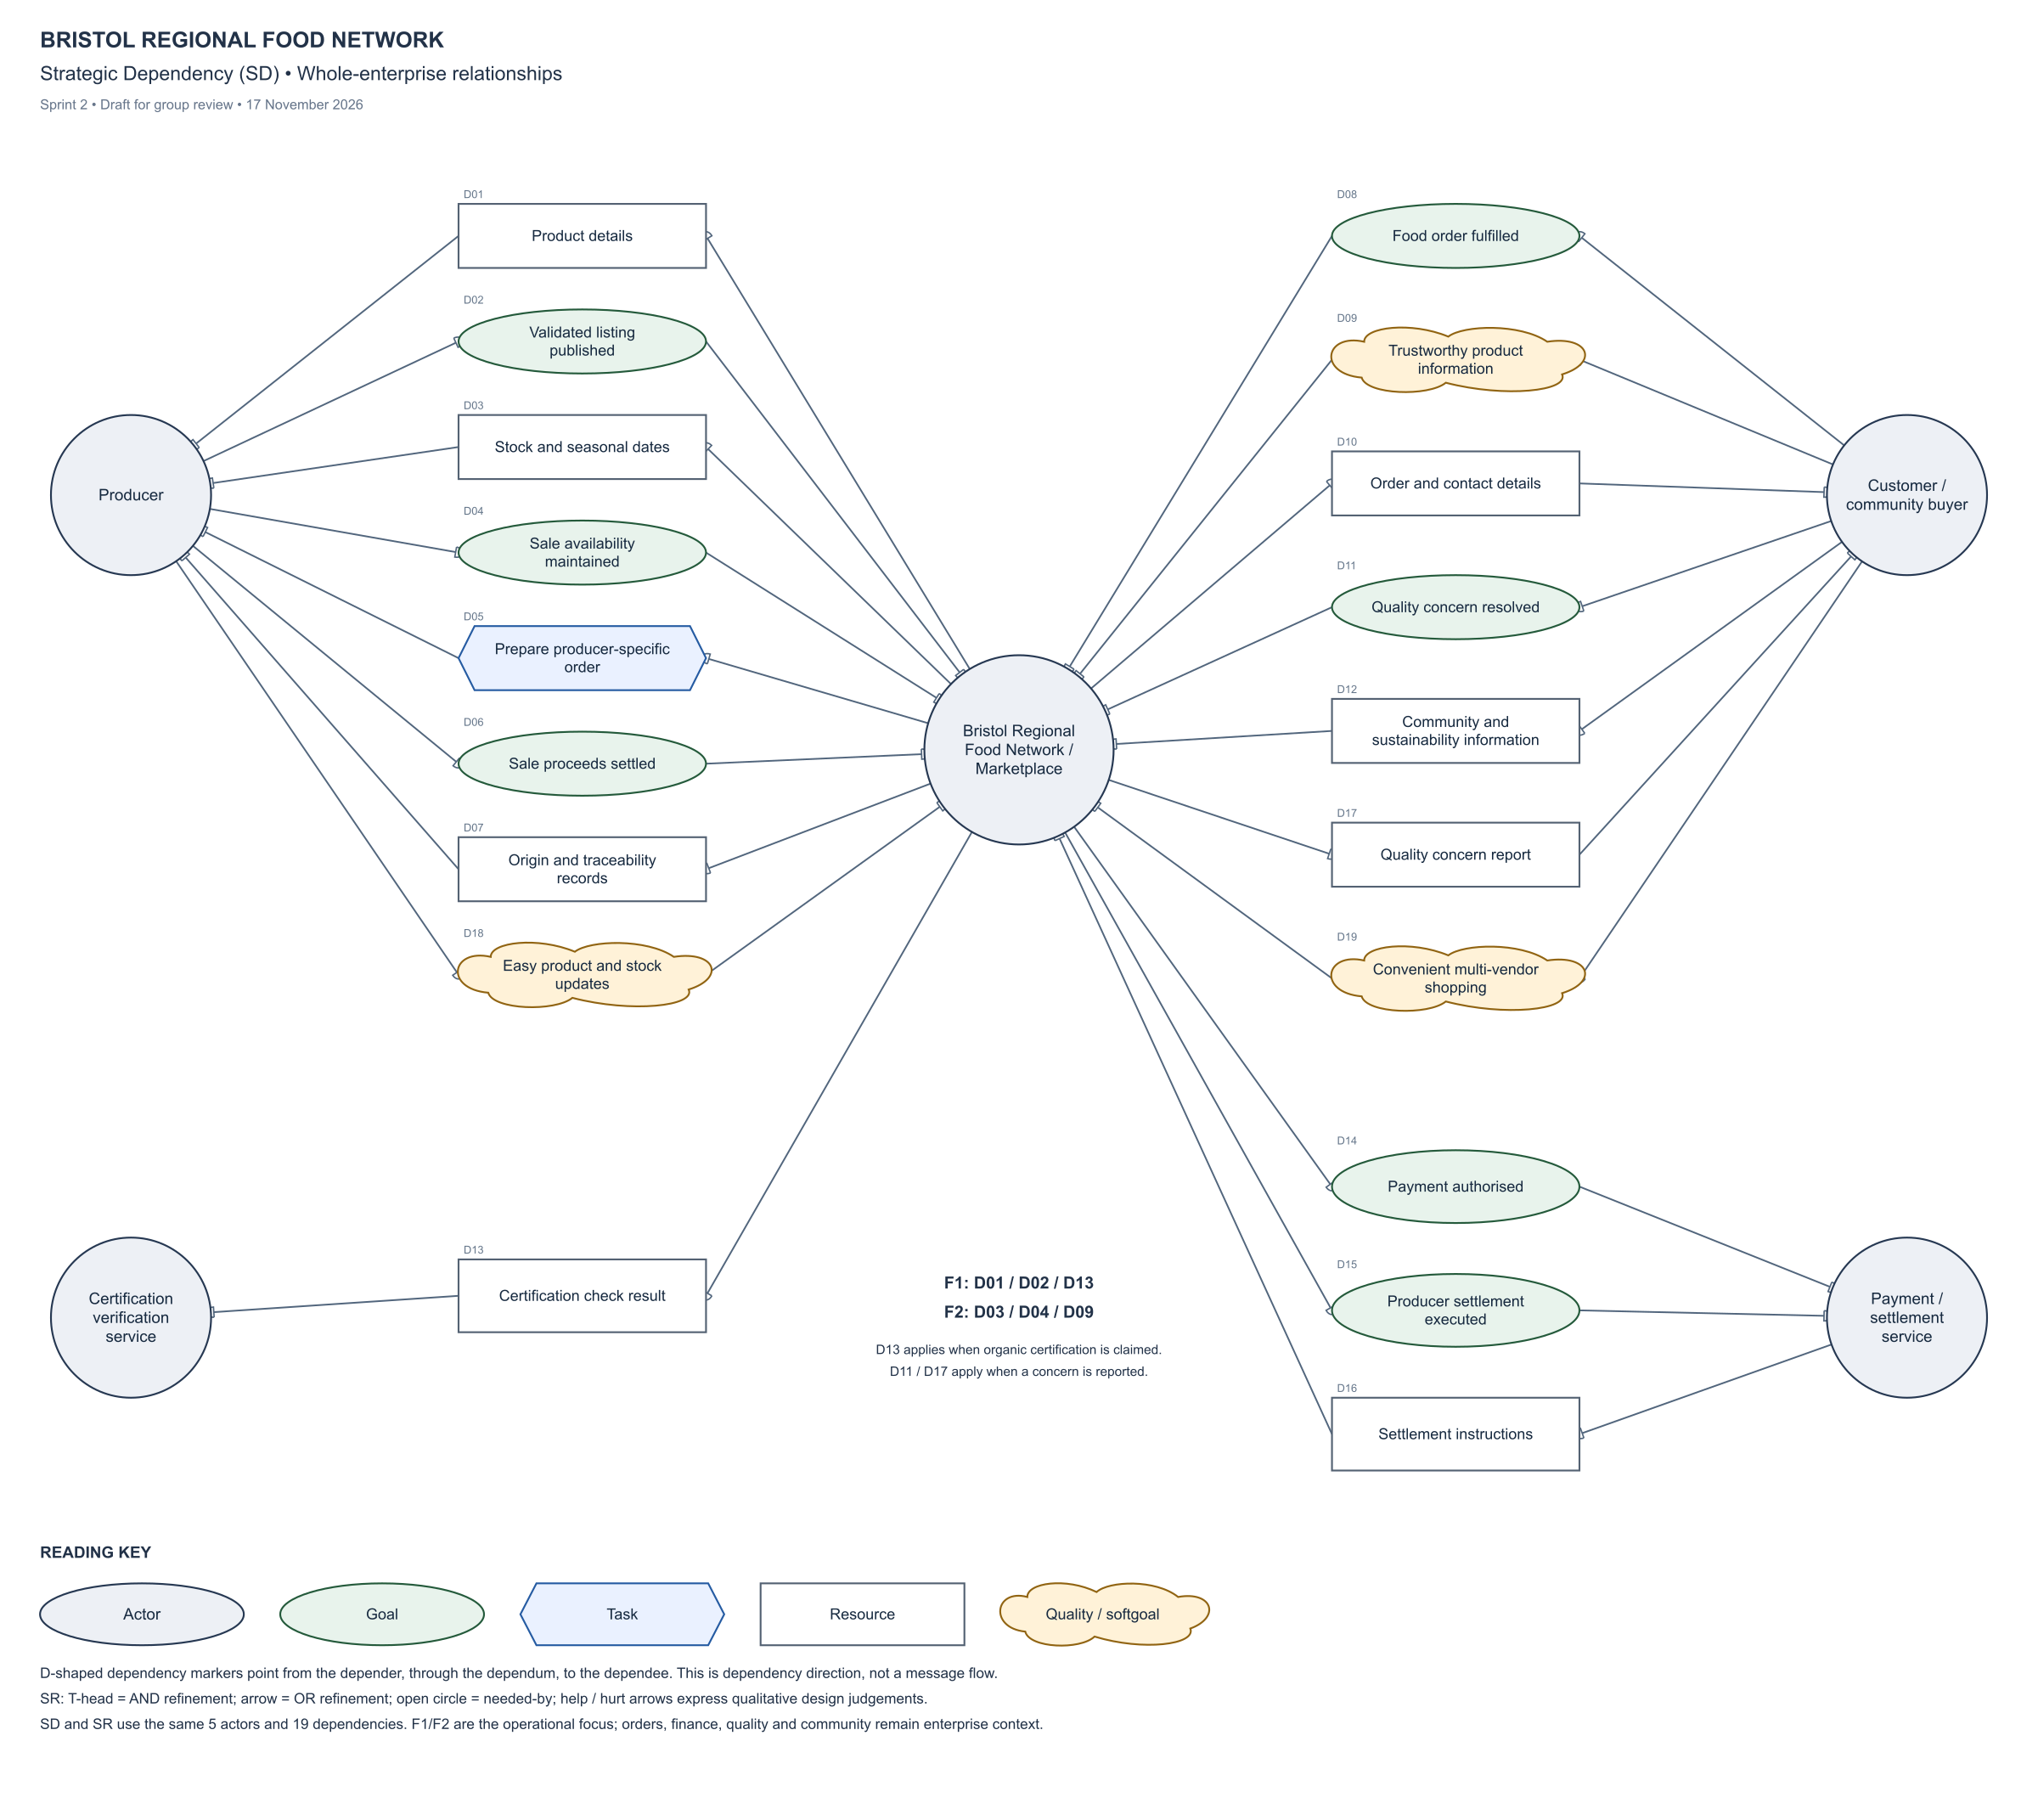 BRISTOL REGIONAL FOOD NETWORK
Strategic Dependency (SD) • Whole-enterprise relationships
Sprint 2 • Draft for group review • 17 November 2026
D01
Product details
D02
Validated listing
published
D03
Stock and seasonal dates
Producer
D04
Sale availability
maintained
D05
Prepare producer-specific
order
D06
Sale proceeds settled
D07
Origin and traceability
records
D18
Easy product and stock
updates
Bristol Regional
Food Network /
Marketplace
D08
Food order fulfilled
D09
Trustworthy product
information
D10
Order and contact details
Customer /
community buyer
D11
Quality concern resolved
D12
Community and
sustainability information
D17
Quality concern report
D19
Convenient multi-vendor
shopping
Certification
verification
service
D13
Certification check result
F1: D01 / D02 / D13
F2: D03 / D04 / D09
D13 applies when organic certification is claimed.
D11 / D17 apply when a concern is reported.
D14
Payment authorised
D15
Producer settlement
executed
Payment /
settlement
service
D16
Settlement instructions
READING KEY
Actor
Goal
Task
Resource
Quality / softgoal
D-shaped dependency markers point from the depender, through the dependum, to the dependee. This is dependency direction, not a message flow.
SR: T-head = AND refinement; arrow = OR refinement; open circle = needed-by; help / hurt arrows express qualitative design judgements.
SD and SR use the same 5 actors and 19 dependencies. F1/F2 are the operational focus; orders, finance, quality and community remain enterprise context.